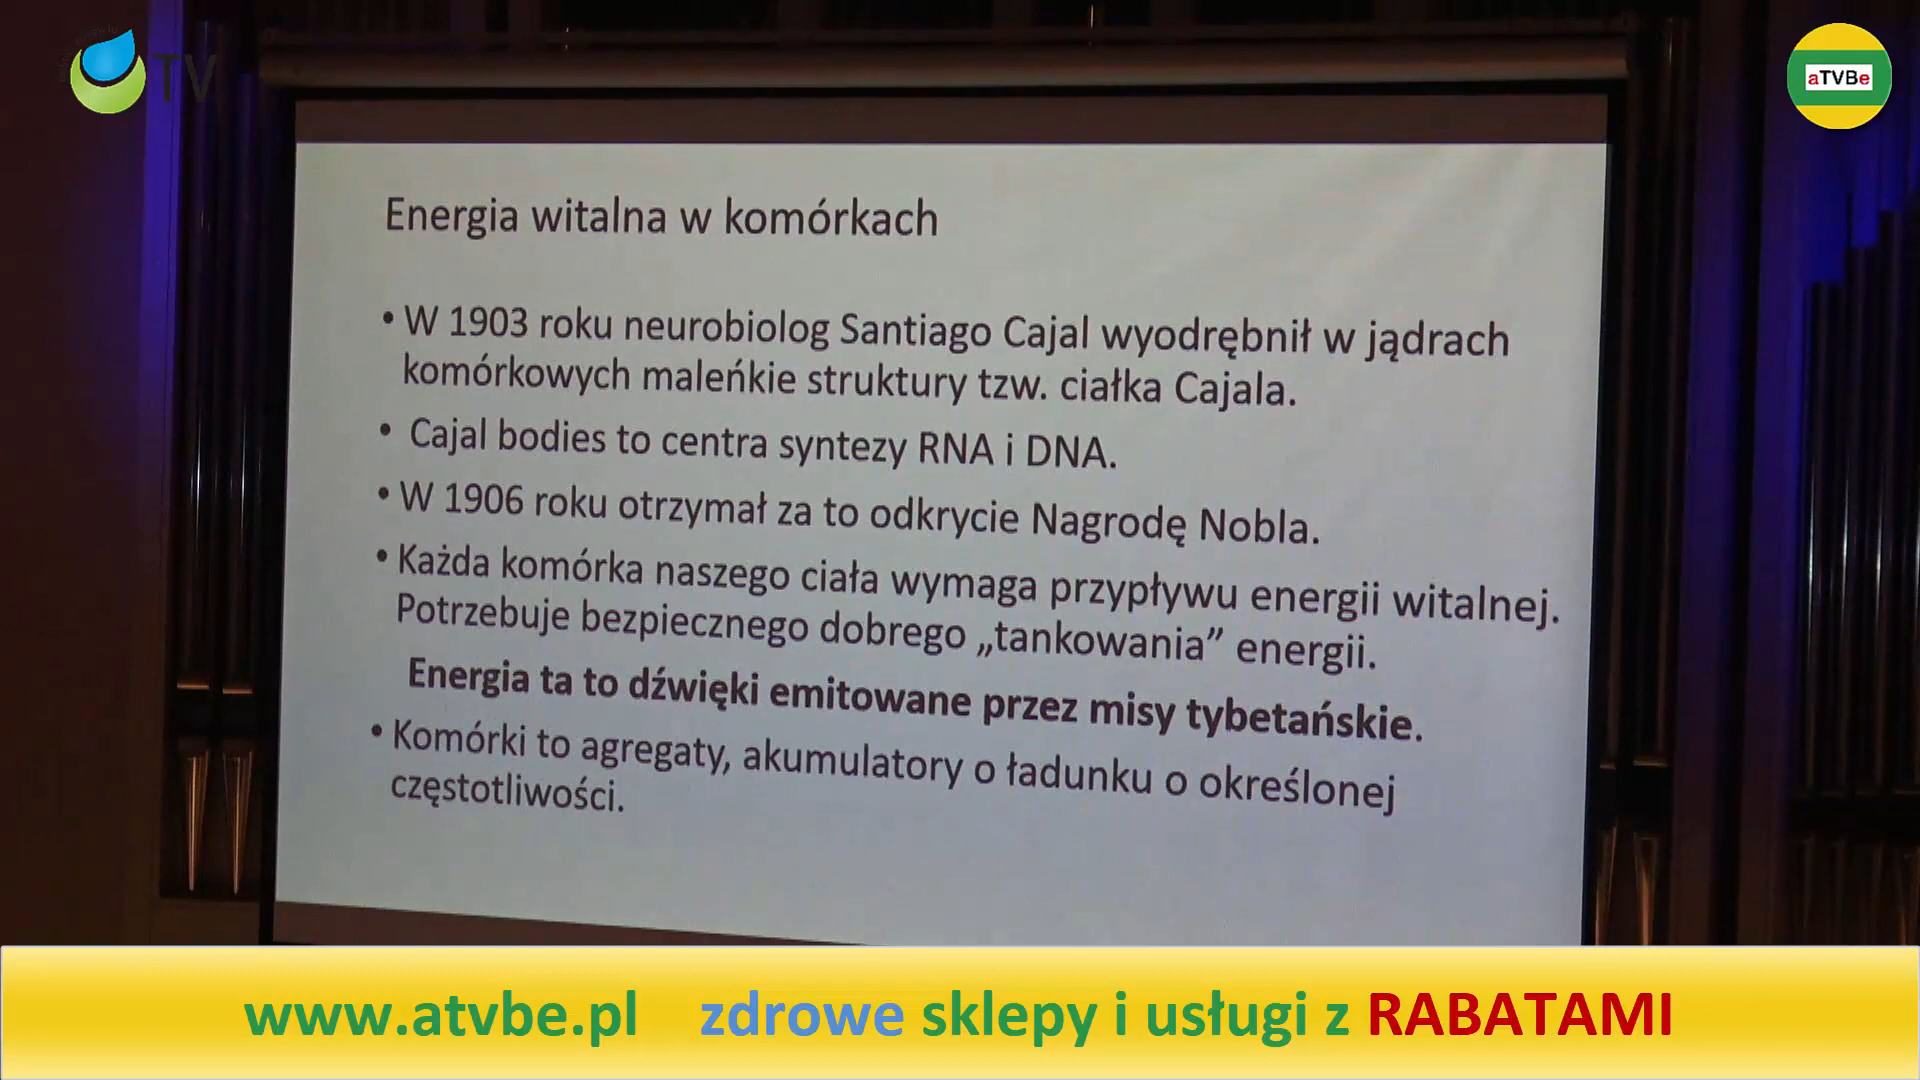 TV
aTVBe
Energia witalna w komórkach
• W 1903 roku neurobiolog Santiago Cajal wyodrębnił w jądrach
komórkowych maleńkie struktury tzw. ciałka Cajala.
• Cajal bodies to centra syntezy RNA i DNA.
• W 1906 roku otrzymał za to odkrycie Nagrodę Nobla.
• Każda komórka naszego ciała wymaga przypływu energii witalnej.
Potrzebuje bezpiecznego dobrego „tankowania” energii.
Energia ta to dźwięki emitowane przez misy tybetańskie.
• Komórki to agregaty, akumulatory o ładunku o określonej
częstotliwości.
www.atvbe.pl zdrowe sklepy i usługi z RABATAMI